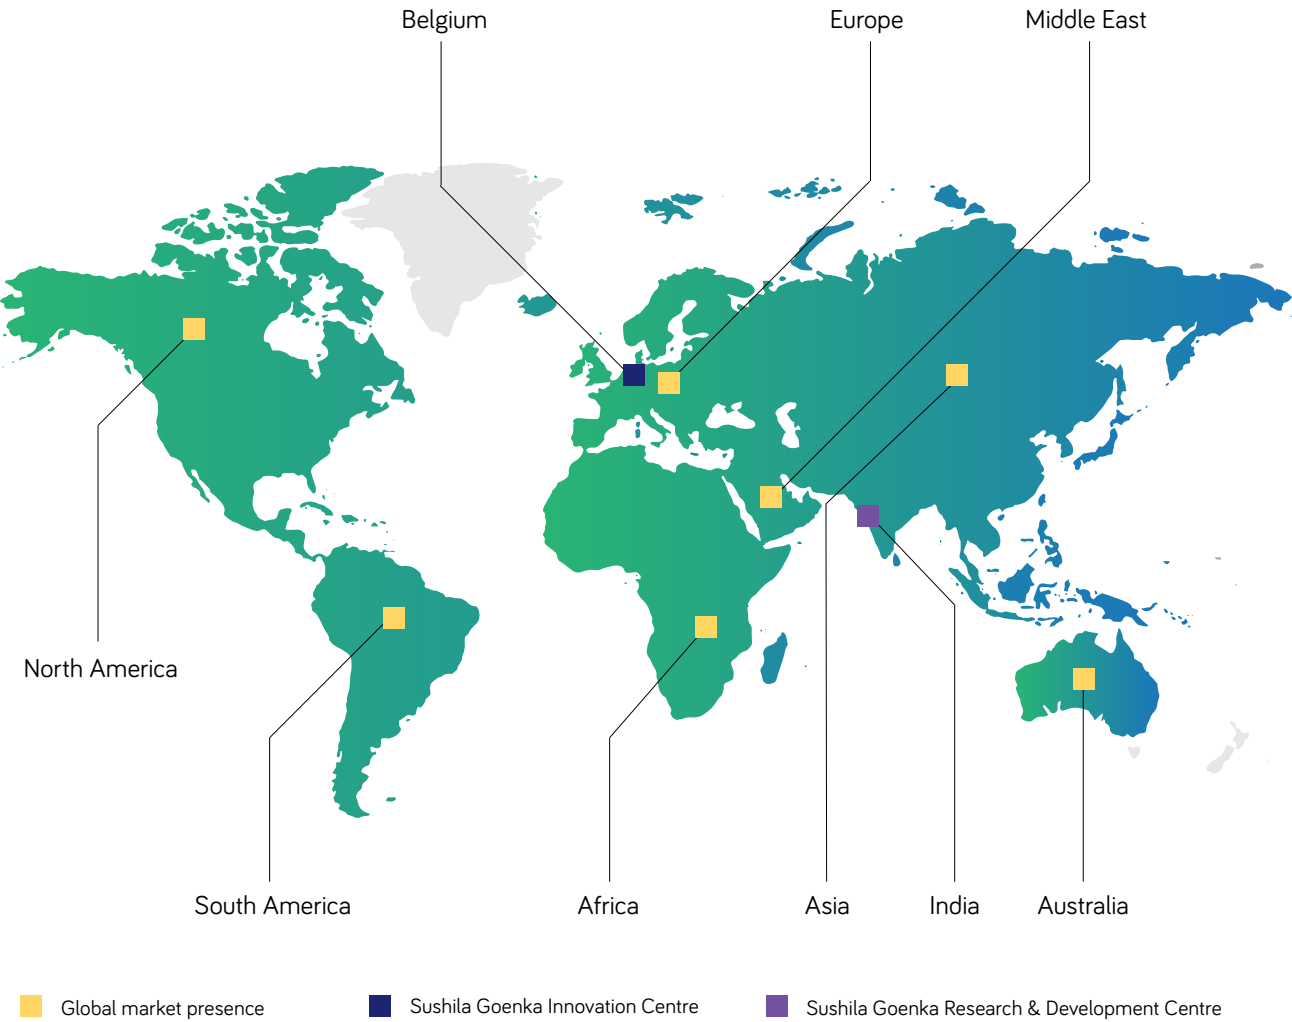 Belgium
Europe
Middle East
North America
South America
Africa
Asia
India
Australia
Global market presence
Sushila Goenka Innovation Centre
Sushila Goenka Research & Development Centre